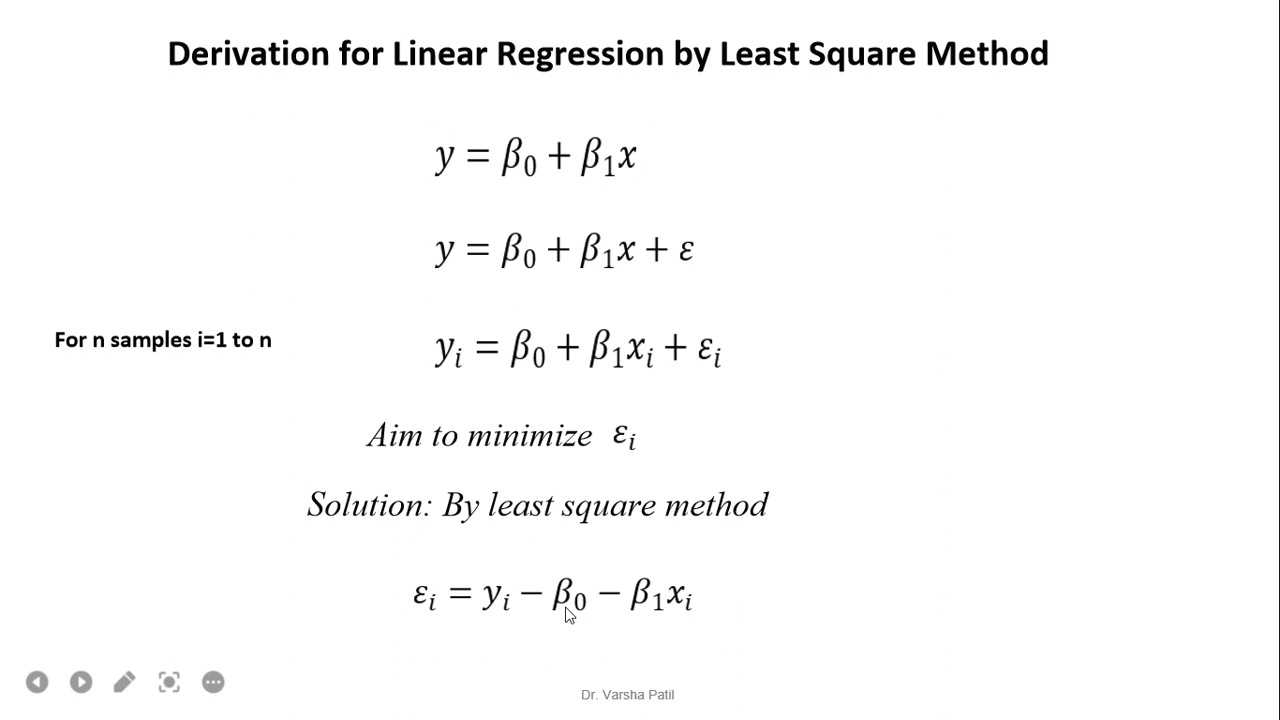 Derivation for Linear Regression by Least Square Method
y = β₀ + β₁x
y = β₀ + β₁x + ε
For n samples i=1 to n
yᵢ = β₀ + β₁xᵢ + εᵢ
Aim to minimize εᵢ
Solution: By least square method
εᵢ = yᵢ − β₀ − β₁xᵢ
Dr. Varsha Patil